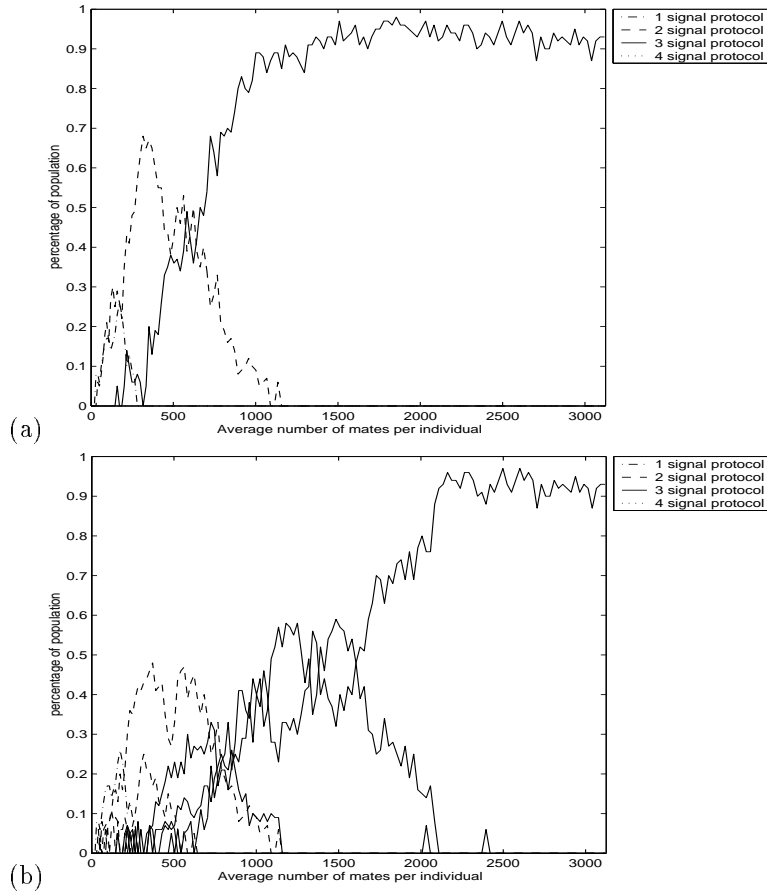 1
0.9
0.8
0.7
0.6
0.5
0.4
0.3
0.2
0.1
0
percentage of population
0 500 1000 1500 2000 2500 3000
Average number of mates per individual
1 signal protocol
2 signal protocol
3 signal protocol
4 signal protocol
(a)
1
0.9
0.8
0.7
0.6
0.5
0.4
0.3
0.2
0.1
0
percentage of population
0 500 1000 1500 2000 2500 3000
Average number of mates per individual
1 signal protocol
2 signal protocol
3 signal protocol
4 signal protocol
(b)